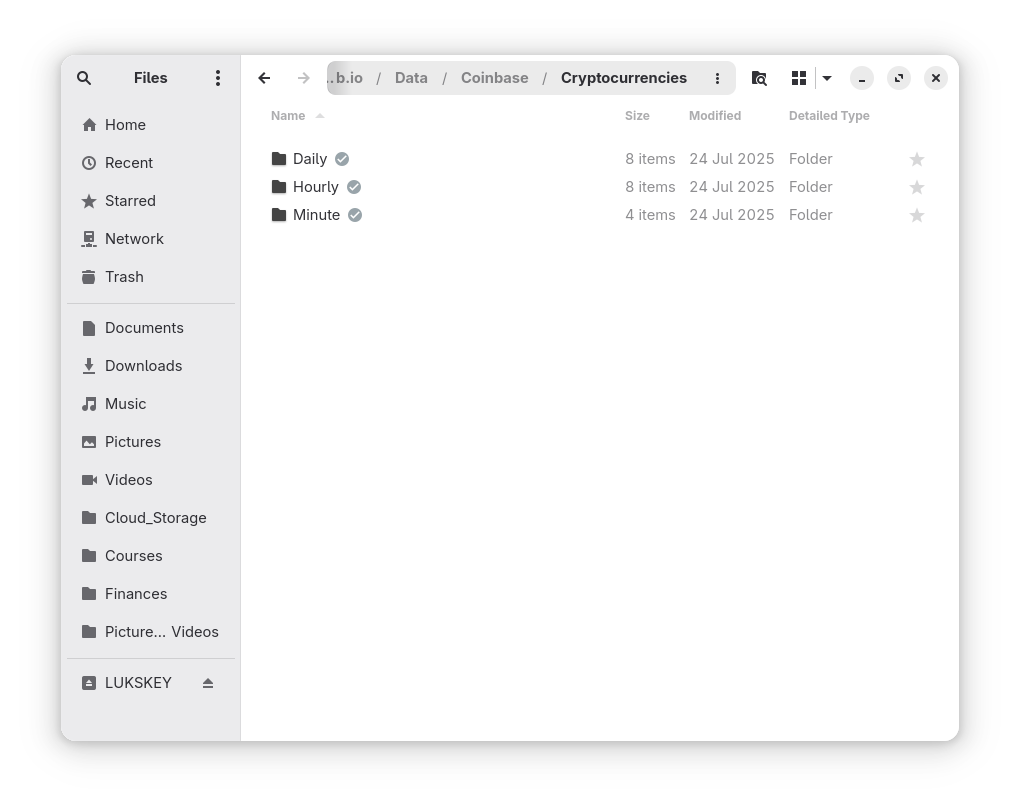 Files
..b.io / Data / Coinbase / Cryptocurrencies
Home
Recent
Starred
Network
Trash
Documents
Downloads
Music
Pictures
Videos
Cloud_Storage
Courses
Finances
Picture... Videos
LUKSKEY
Name Size Modified Detailed Type
Daily 8 items 24 Jul 2025 Folder
Hourly 8 items 24 Jul 2025 Folder
Minute 4 items 24 Jul 2025 Folder